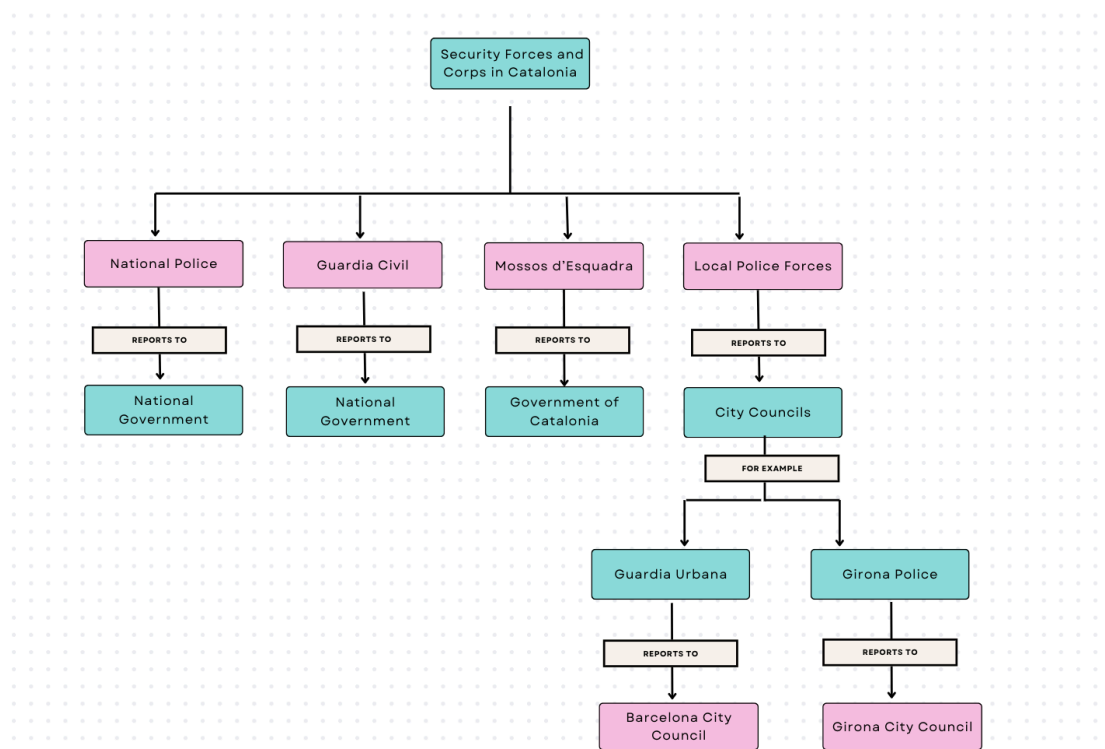 Security Forces and
Corps in Catalonia
National Police
Guardia Civil
Mossos d'Esquadra
Local Police Forces
REPORTS TO
REPORTS TO
REPORTS TO
REPORTS TO
National
Government
National
Government
Government of
Catalonia
City Councils
FOR EXAMPLE
Guardia Urbana
Girona Police
REPORTS TO
REPORTS TO
Barcelona City
Council
Girona City Council